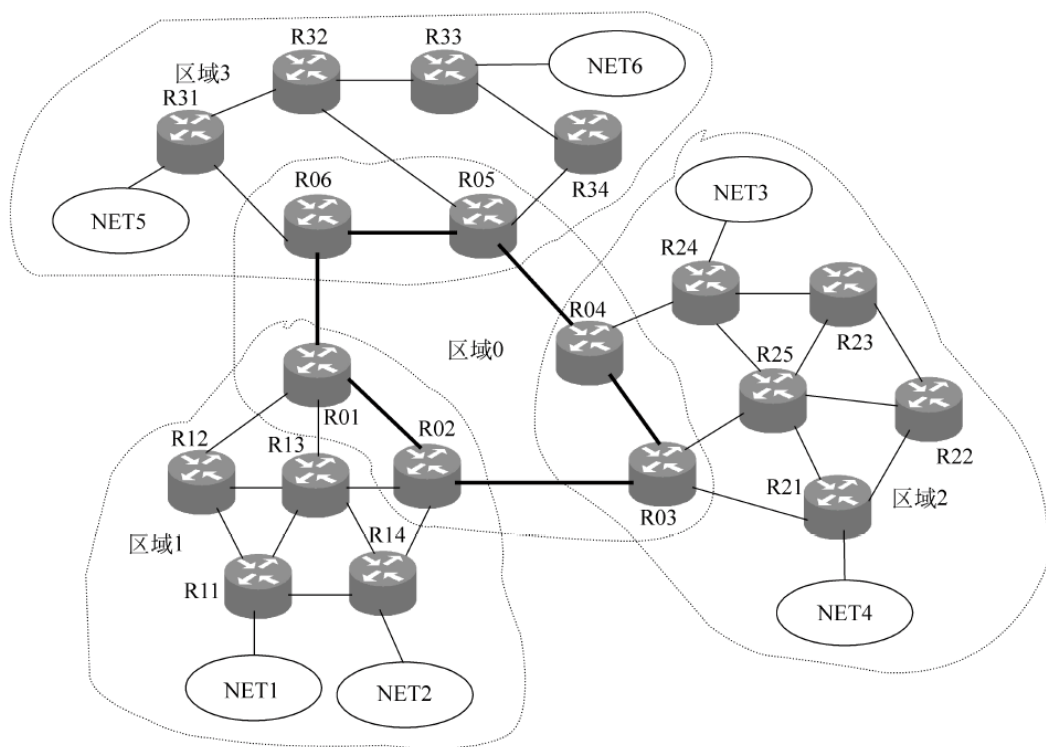 R32
R33
NET6
区域3
R31
R34
NET5
R06
R05
NET3
R24
R04
R23
区域0
R25
R01
R02
R12
R13
R22
R21
区域2
R03
R14
区域1
R11
NET4
NET1
NET2